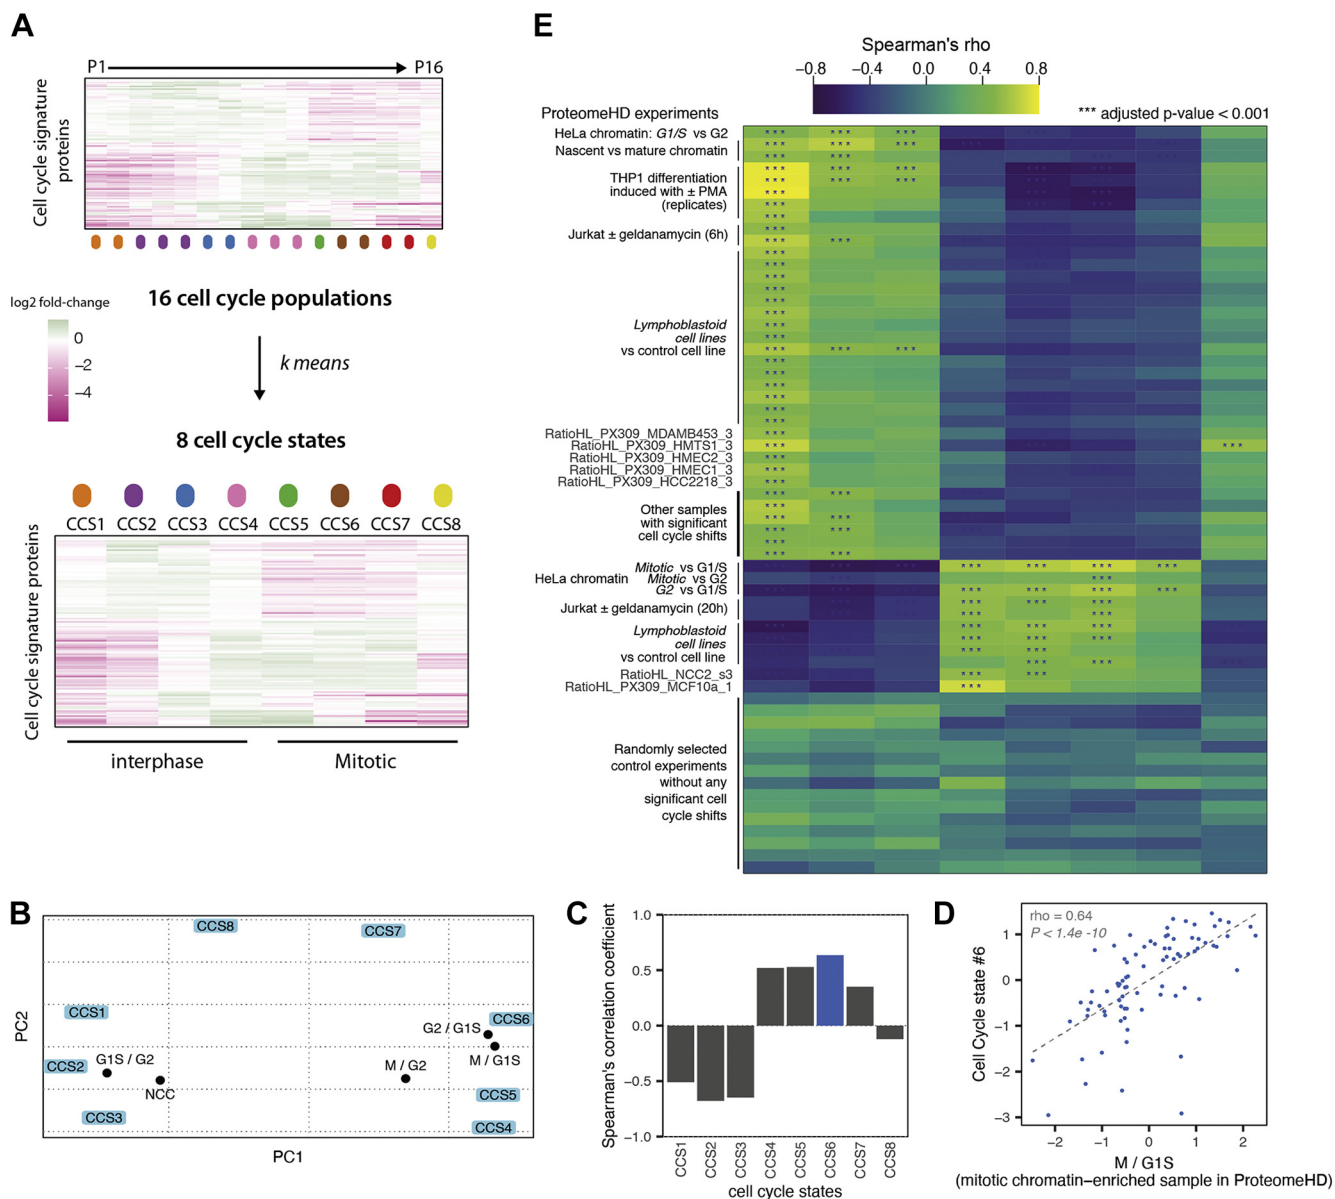 A
P1
P16
Cell cycle signature
proteins
16 cell cycle populations
log2 fold-change
0
−2
−4
k means
8 cell cycle states
CCS1 CCS2 CCS3 CCS4 CCS5 CCS6 CCS7 CCS8
Cell cycle signature proteins
interphase
Mitotic
B
PC2
CCS8
CCS7
CCS1
CCS6
G2 / G1S
M / G1S
CCS2
G1S / G2
NCC
M / G2
CCS5
CCS3
CCS4
PC1
C
Spearman's correlation coefficient
1.0
0.5
0.0
−0.5
−1.0
CCS1
CCS2
CCS3
CCS4
CCS5
CCS6
CCS7
CCS8
cell cycle states
D
rho = 0.64
P < 1.4e -10
Cell Cycle state #6
1
0
−1
−2
−3
−2 −1 0 1 2
M / G1S
(mitotic chromatin−enriched sample in ProteomeHD)
E
Spearman's rho
−0.8 −0.4 0.0 0.4 0.8
ProteomeHD experiments
*** adjusted p-value < 0.001
HeLa chromatin: G1/S vs G2
Nascent vs mature chromatin
THP1 differentiation
induced with ± PMA
(replicates)
Jurkat ± geldanamycin (6h)
Lymphoblastoid
cell lines
vs control cell line
RatioHL_PX309_MDAMB453_3
RatioHL_PX309_HMTS1_3
RatioHL_PX309_HMEC2_3
RatioHL_PX309_HMEC1_3
RatioHL_PX309_HCC2218_3
Other samples
with significant
cell cycle shifts
Mitotic vs G1/S
HeLa chromatin Mitotic vs G2
G2 vs G1/S
Jurkat ± geldanamycin (20h)
Lymphoblastoid
cell lines
vs control cell line
RatioHL_NCC2_s3
RatioHL_PX309_MCF10a_1
Randomly selected
control experiments
without any
significant cell
cycle shifts